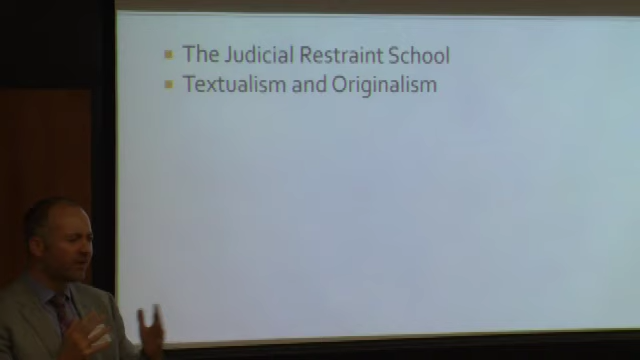 The Judicial Restraint School
Textualism and Originalism